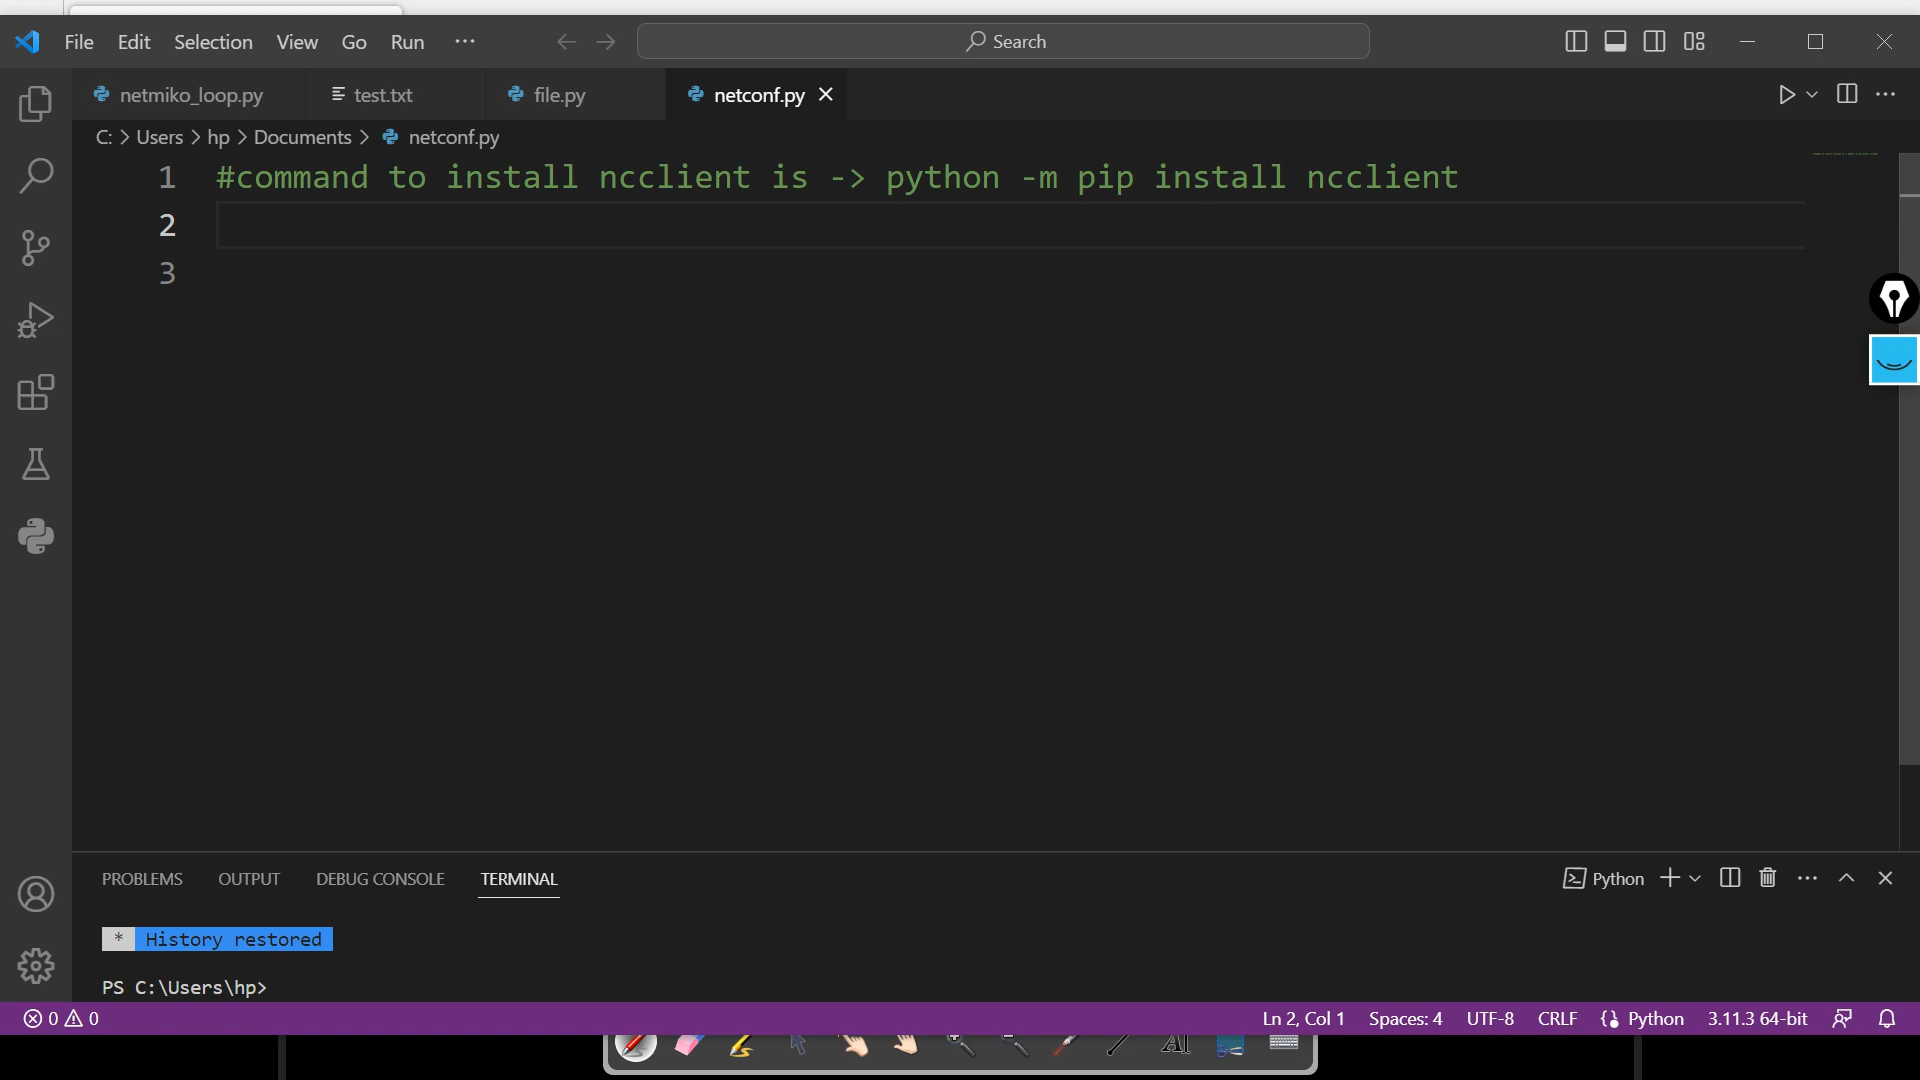 File Edit Selection View Go Run ··· Search
netmiko_loop.py test.txt file.py netconf.py
C: > Users > hp > Documents > netconf.py
1 #command to install ncclient is -> python -m pip install ncclient
2
3
PROBLEMS OUTPUT DEBUG CONSOLE TERMINAL Python
* History restored
PS C:\Users\hp>
0 0 Ln 2, Col 1 Spaces: 4 UTF-8 CRLF Python 3.11.3 64-bit
AI